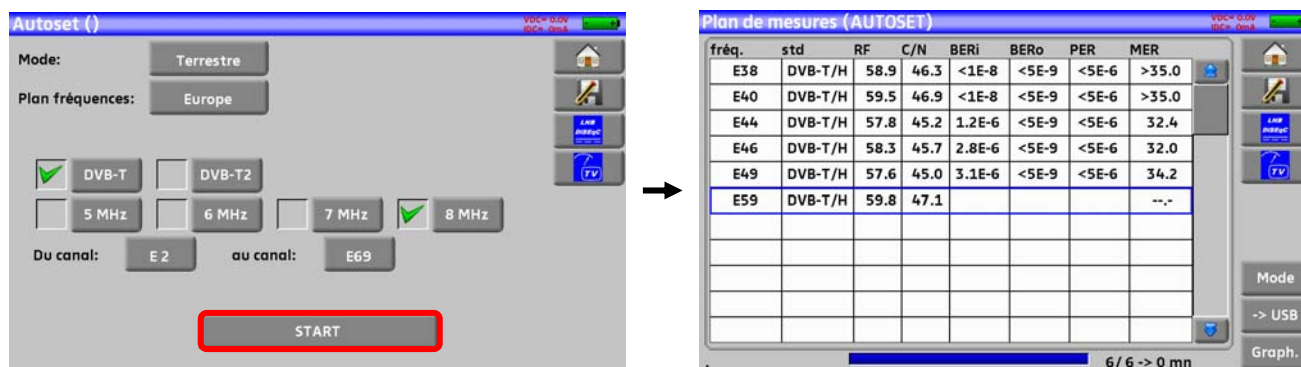 Autoset ()
VDC= 0.0V
IDC= 0mA
Mode: Terrestre
Plan fréquences: Europe
LNB
DiSEqC
TV
DVB-T DVB-T2
5 MHz 6 MHz 7 MHz 8 MHz
Du canal: E 2 au canal: E69
START
Plan de mesures (AUTOSET)
VDC= 0.0V
IDC= 0mA
fréq. std RF C/N BERi BERo PER MER
E38 DVB-T/H 58.9 46.3 <1E-8 <5E-9 <5E-6 >35.0
E40 DVB-T/H 59.5 46.9 <1E-8 <5E-9 <5E-6 >35.0
E44 DVB-T/H 57.8 45.2 1.2E-6 <5E-9 <5E-6 32.4
E46 DVB-T/H 58.3 45.7 2.8E-6 <5E-9 <5E-6 32.0
E49 DVB-T/H 57.6 45.0 3.1E-6 <5E-9 <5E-6 34.2
E59 DVB-T/H 59.8 47.1 --.-
LNB
DiSEqC
TV
Mode
-> USB
Graph.
6/ 6 -> 0 mn